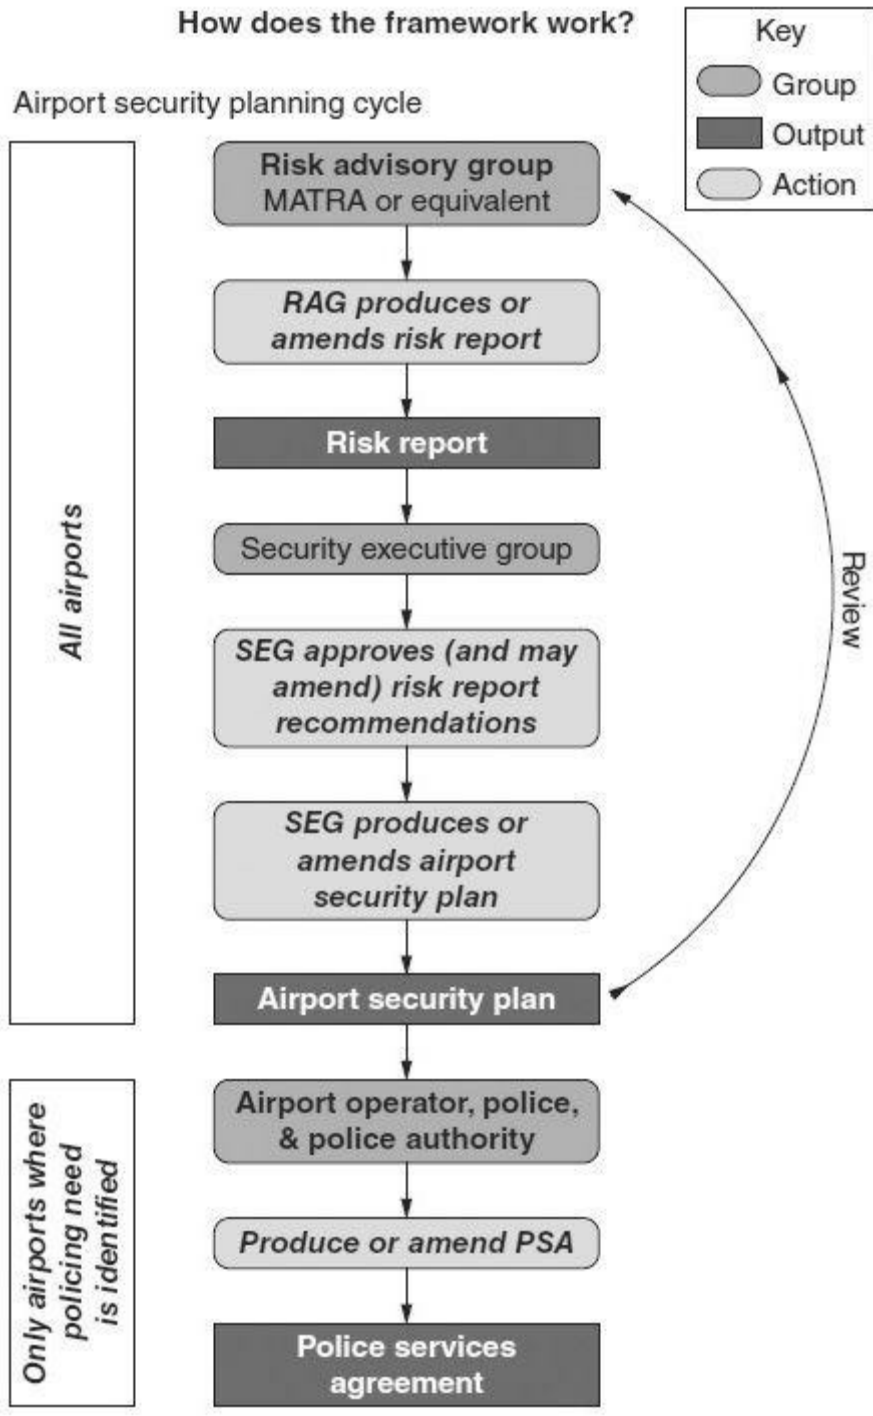 How does the framework work?
Key
Group
Output
Action
Airport security planning cycle
All airports
Risk advisory group
MATRA or equivalent
RAG produces or
amends risk report
Risk report
Security executive group
SEG approves (and may
amend) risk report
recommendations
SEG produces or
amends airport
security plan
Airport security plan
Review
Only airports where
policing need
is identified
Airport operator, police,
& police authority
Produce or amend PSA
Police services
agreement